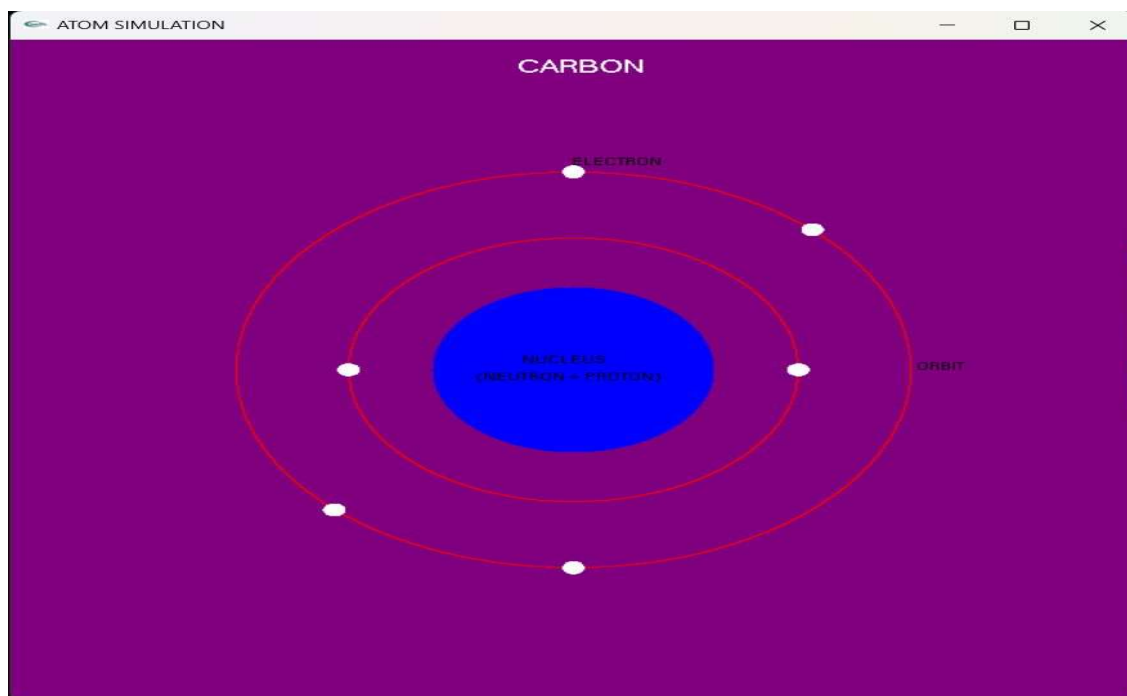 ATOM SIMULATION
CARBON
ELECTRON
NUCLEUS
(NEUTRON + PROTON)
ORBIT